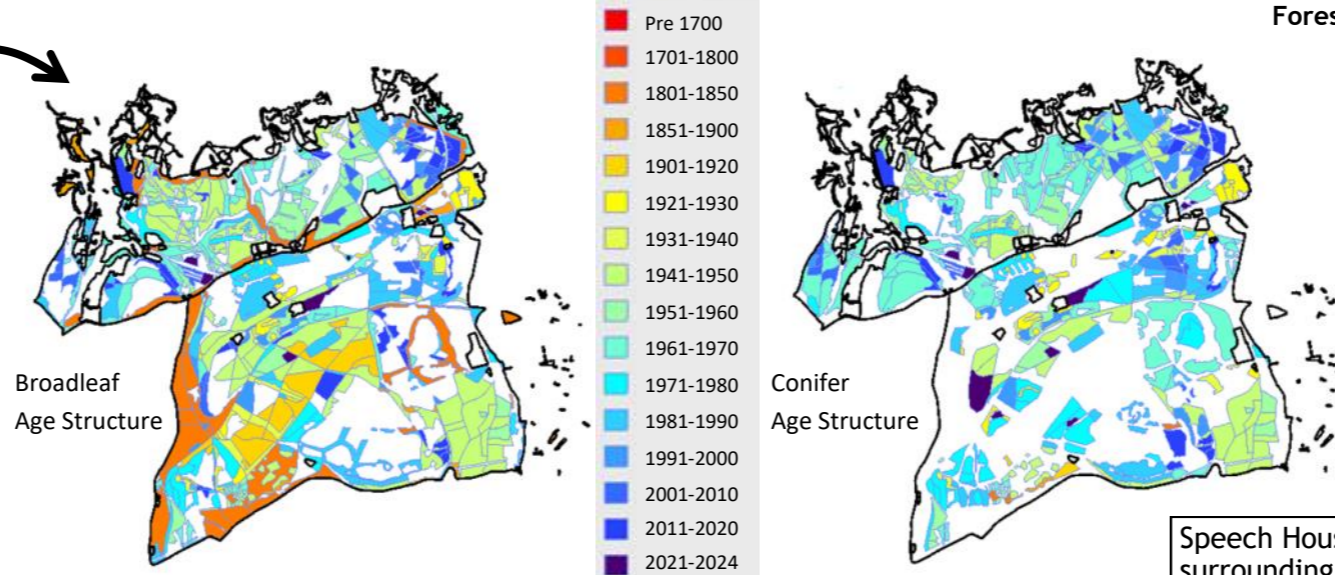 Pre 1700
1701-1800
1801-1850
1851-1900
1901-1920
1921-1930
1931-1940
1941-1950
1951-1960
1961-1970
1971-1980
1981-1990
1991-2000
2001-2010
2011-2020
2021-2024
Broadleaf
Age Structure
Conifer
Age Structure
Fores
Speech Hous
surrounding